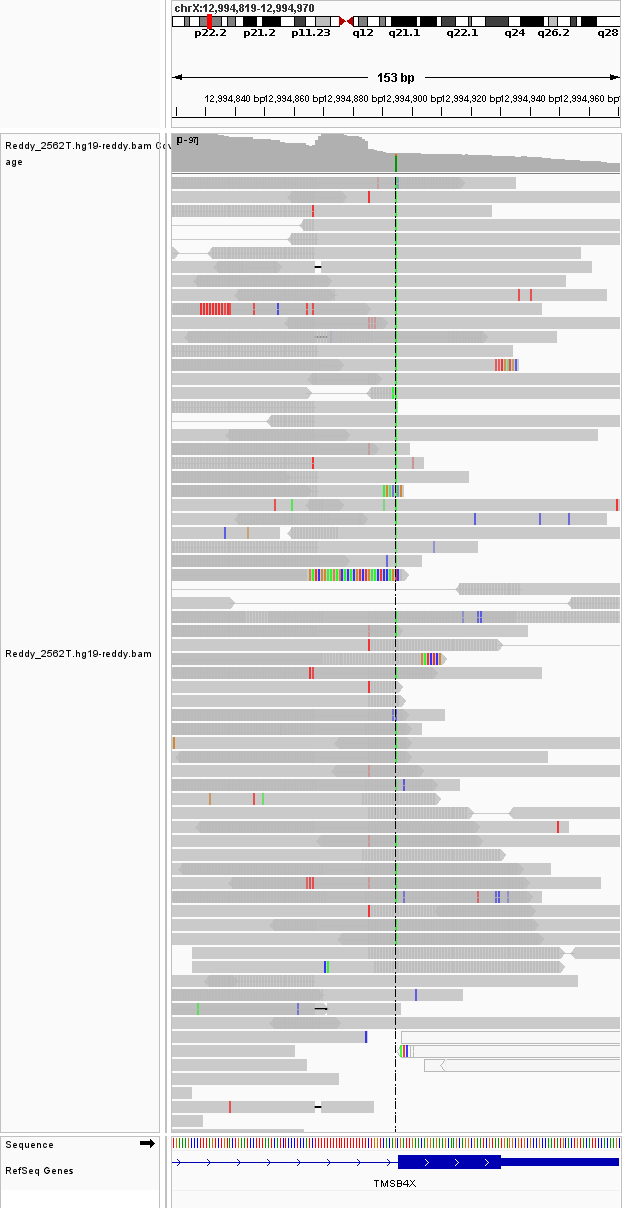 chrX:12,994,819-12,994,970
p22.2 p21.2 p11.23 q12 q21.1 q22.1 q24 q26.2 q28
153 bp
12,994,840 bp 12,994,860 bp 12,994,880 bp 12,994,900 bp 12,994,920 bp 12,994,940 bp 12,994,960 bp
Reddy_2562T.hg19-reddy.bam Cov
age
[0-97]
Reddy_2562T.hg19-reddy.bam
Sequence
RefSeq Genes
TMSB4X